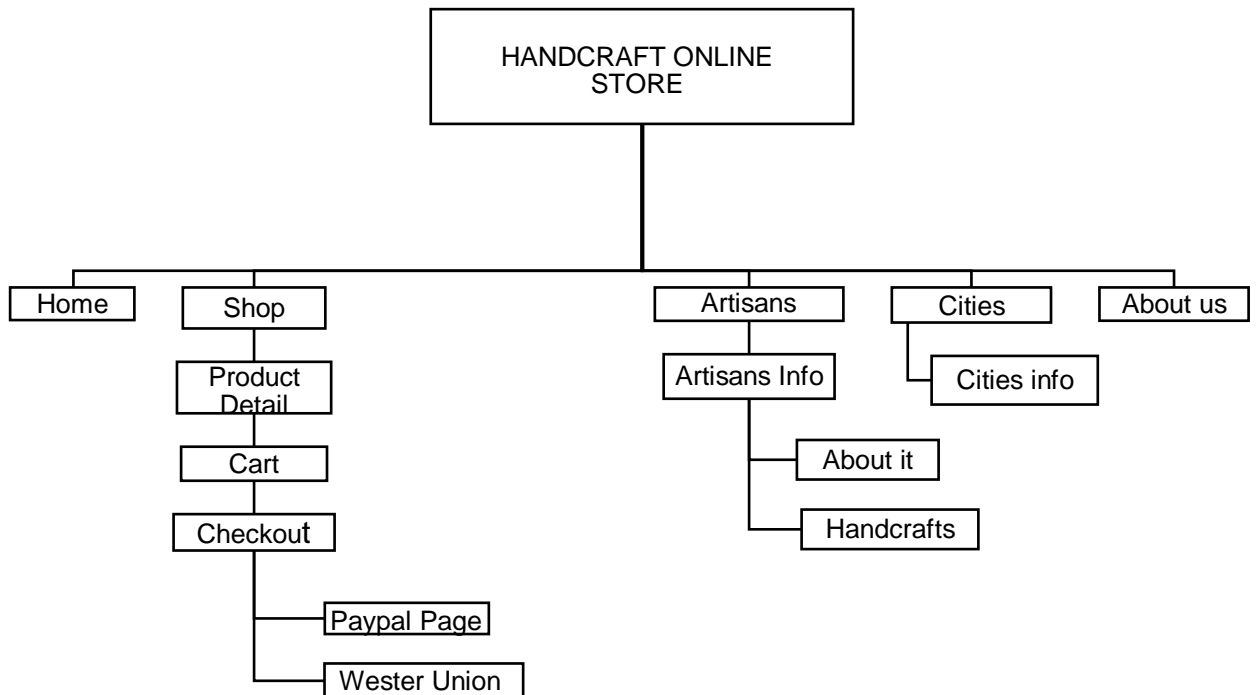 HANDCRAFT ONLINE
STORE
Home
Shop
Artisans
Cities
About us
Product
Detail
Artisans Info
Cities info
Cart
About it
Checkout
Handcrafts
Paypal Page
Wester Union